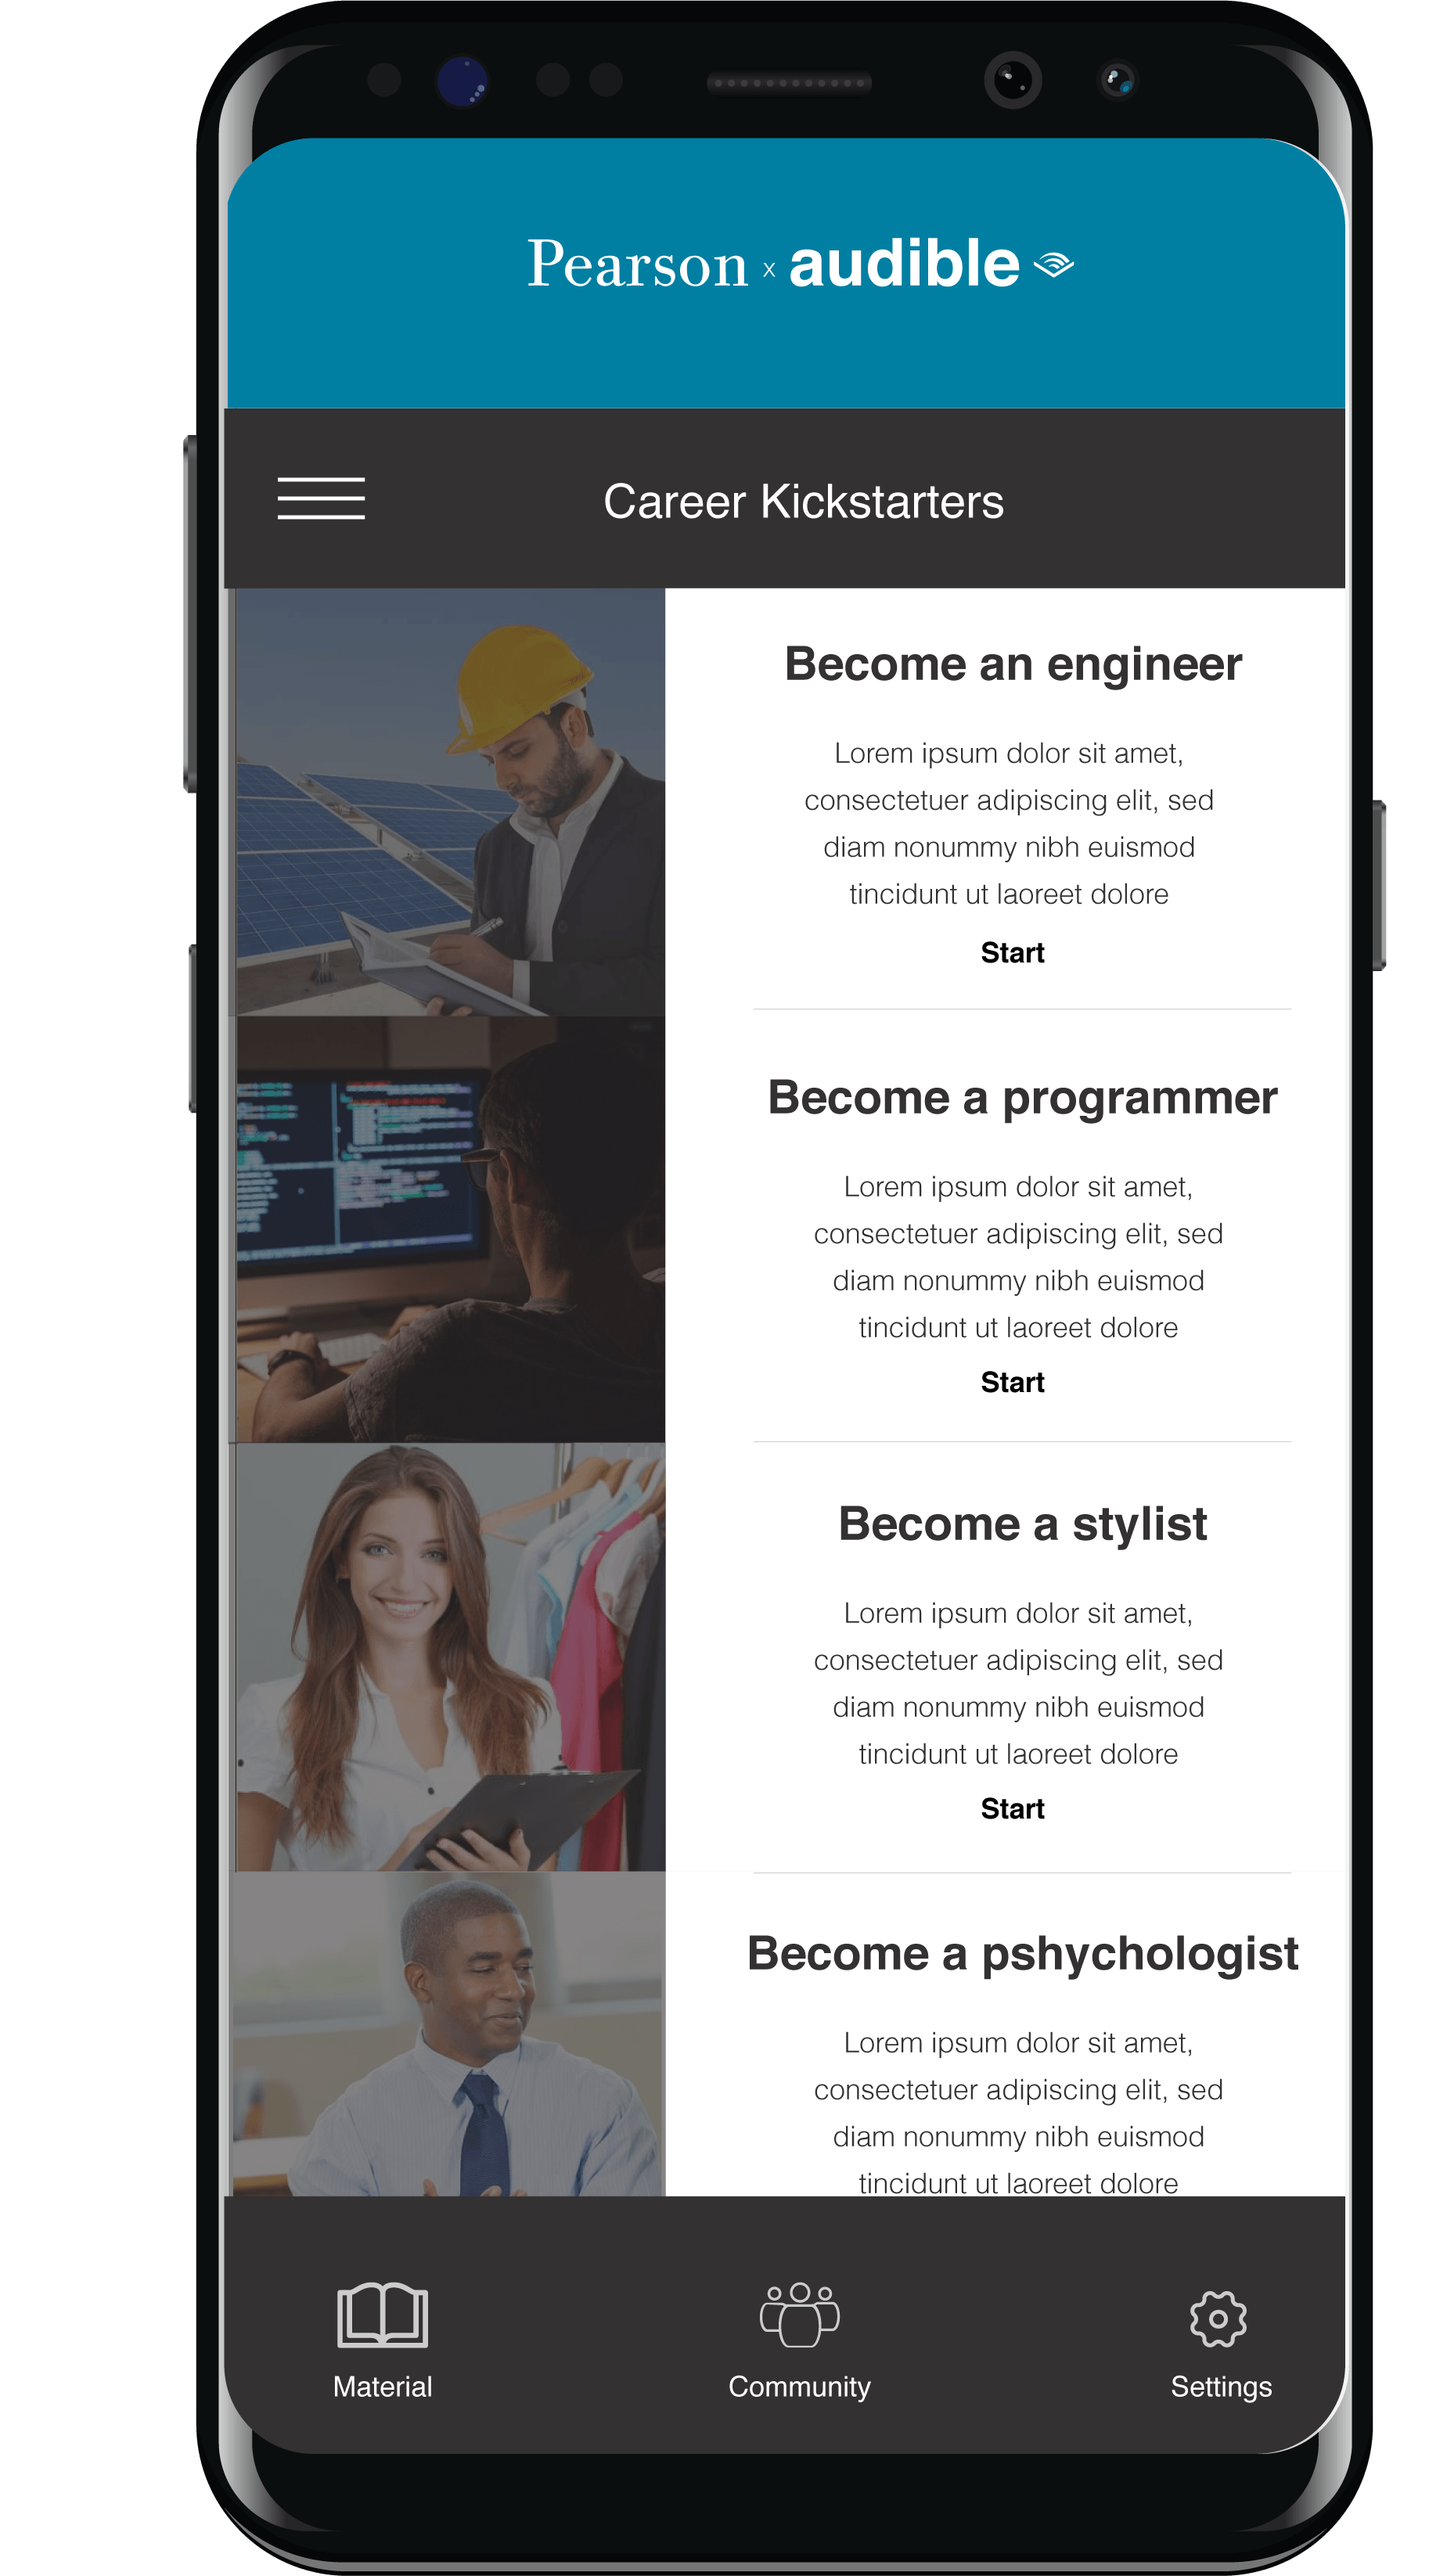 Pearson x audible
Career Kickstarters
Become an engineer
Lorem ipsum dolor sit amet,
consectetuer adipiscing elit, sed
diam nonummy nibh euismod
tincidunt ut laoreet dolore
Start
Become a programmer
Lorem ipsum dolor sit amet,
consectetuer adipiscing elit, sed
diam nonummy nibh euismod
tincidunt ut laoreet dolore
Start
Become a stylist
Lorem ipsum dolor sit amet,
consectetuer adipiscing elit, sed
diam nonummy nibh euismod
tincidunt ut laoreet dolore
Start
Become a pshychologist
Lorem ipsum dolor sit amet,
consectetuer adipiscing elit, sed
diam nonummy nibh euismod
tincidunt ut laoreet dolore
Material
Community
Settings